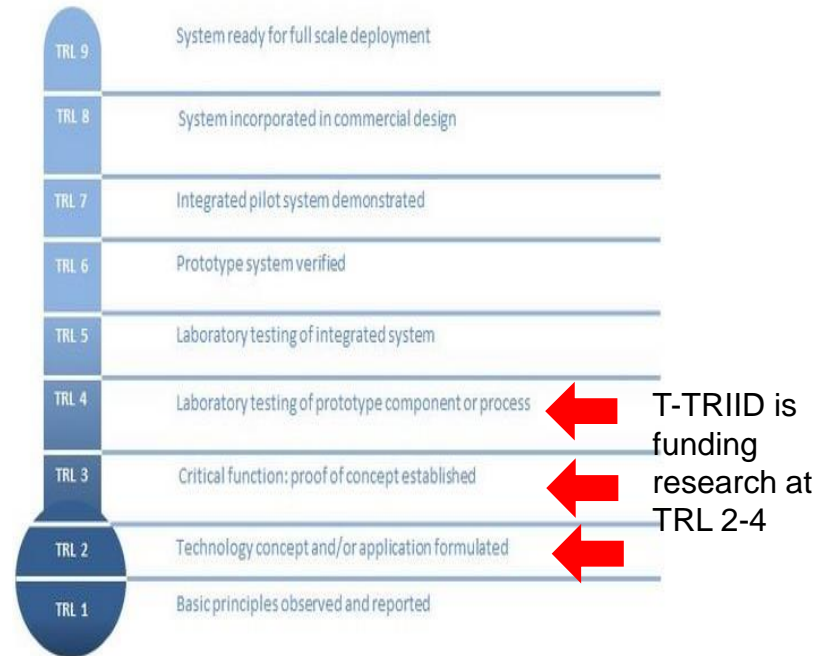 TRL 9 System ready for full scale deployment
TRL 8 System incorporated in commercial design
TRL 7 Integrated pilot system demonstrated
TRL 6 Prototype system verified
TRL 5 Laboratory testing of integrated system
TRL 4 Laboratory testing of prototype component or process
TRL 3 Critical function: proof of concept established
TRL 2 Technology concept and/or application formulated
TRL 1 Basic principles observed and reported
T-TRIID is
funding
research at
TRL 2-4